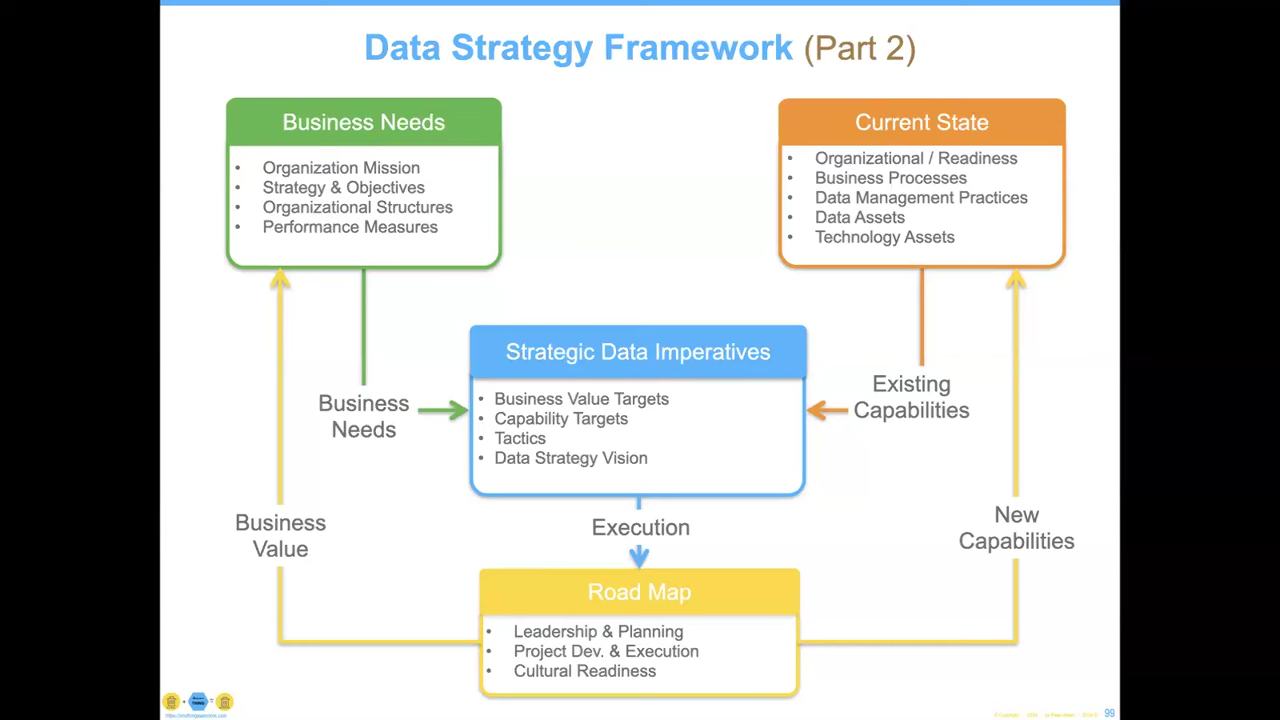 Data Strategy Framework (Part 2)
Business Needs
• Organization Mission
• Strategy & Objectives
• Organizational Structures
• Performance Measures
Current State
• Organizational / Readiness
• Business Processes
• Data Management Practices
• Data Assets
• Technology Assets
Strategic Data Imperatives
• Business Value Targets
• Capability Targets
• Tactics
• Data Strategy Vision
Business
Needs
Existing
Capabilities
Business
Value
Execution
New
Capabilities
Road Map
• Leadership & Planning
• Project Dev. & Execution
• Cultural Readiness
99